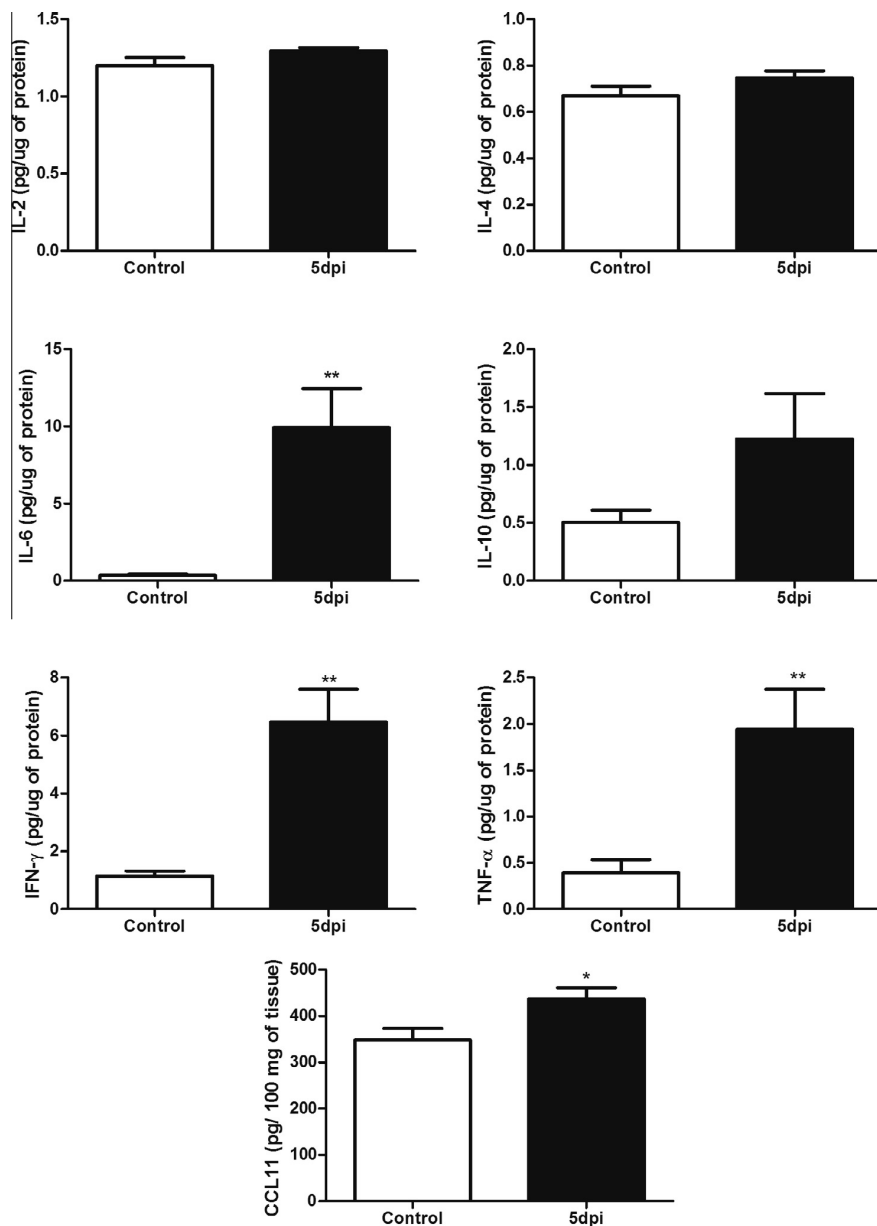 IL-2 (pg/ug of protein)
1.5
1.0
0.5
0.0
Control 5dpi
IL-4 (pg/ug of protein)
1.0
0.8
0.6
0.4
0.2
0.0
Control 5dpi
IL-6 (pg/ug of protein)
15
10
5
0
**
Control 5dpi
IL-10 (pg/ug of protein)
2.0
1.5
1.0
0.5
0.0
Control 5dpi
IFN-γ (pg/ug of protein)
8
6
4
2
0
**
Control 5dpi
TNF-α (pg/ug of protein)
2.5
2.0
1.5
1.0
0.5
0.0
**
Control 5dpi
CCL11 (pg/ 100 mg of tissue)
500
400
300
200
100
0
*
Control 5dpi